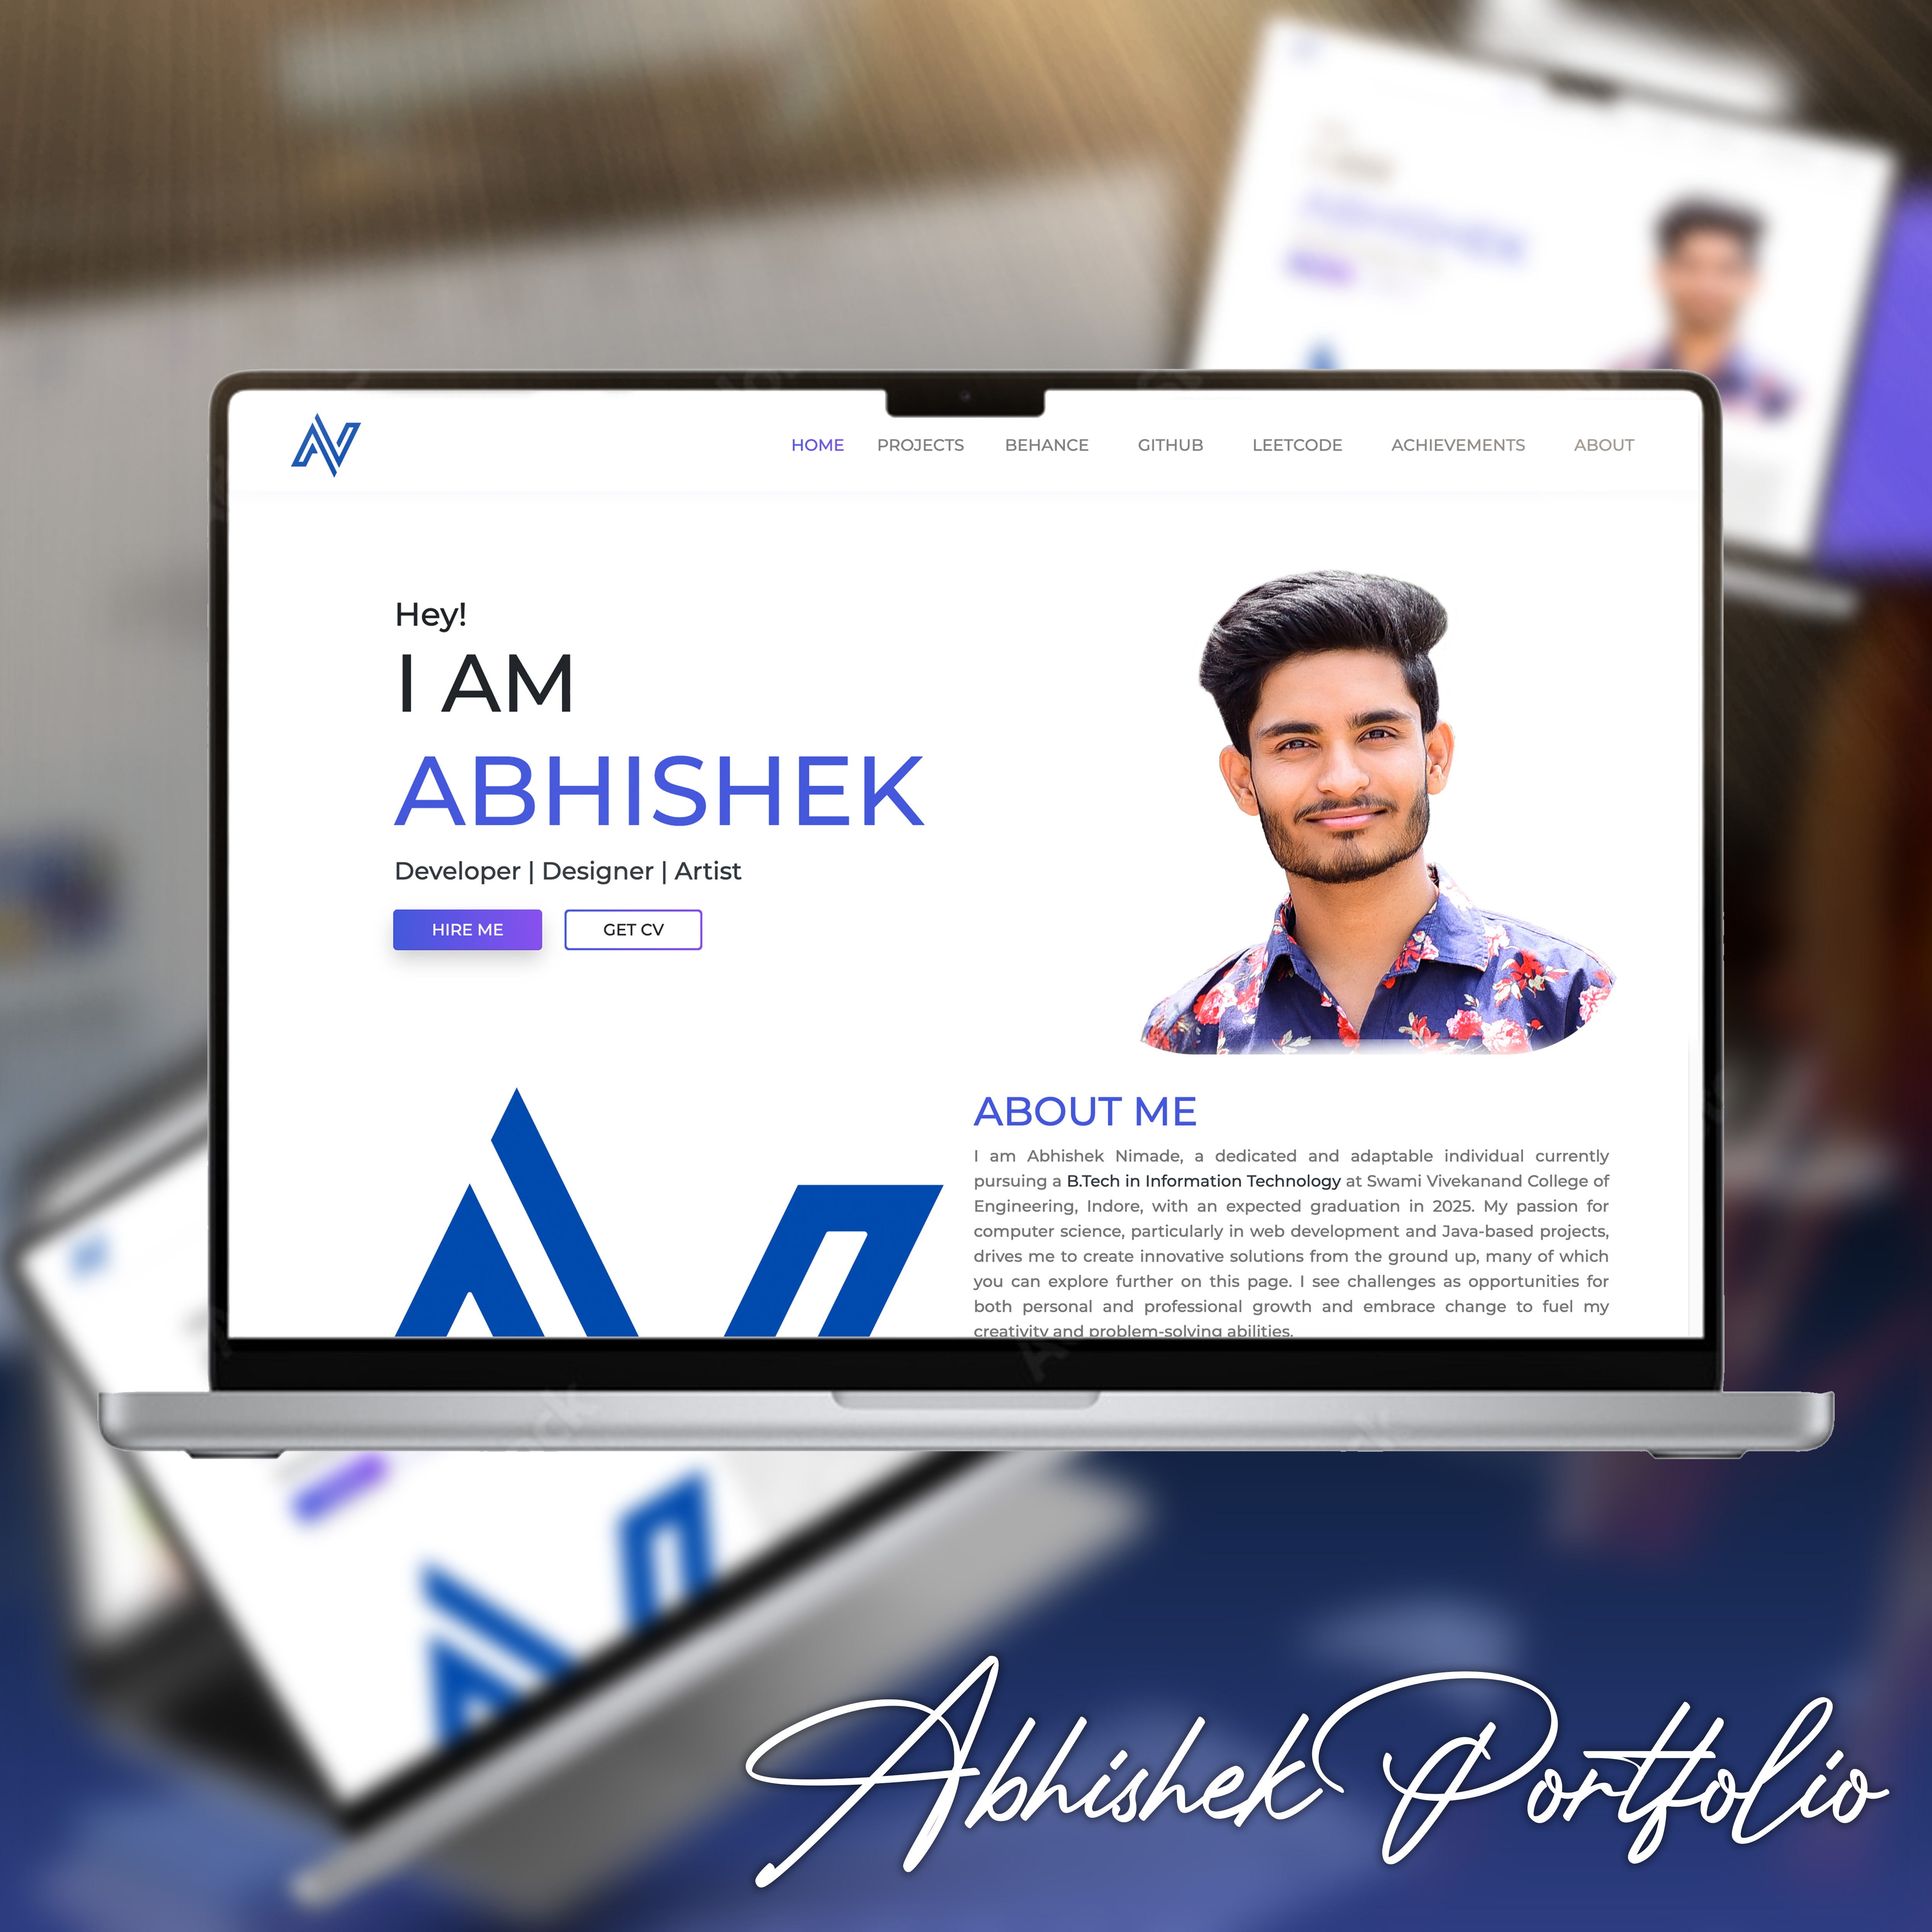 HOME PROJECTS BEHANCE GITHUB LEETCODE ACHIEVEMENTS ABOUT
Hey!
I AM
ABHISHEK
Developer | Designer | Artist
HIRE ME GET CV
ABOUT ME
I am Abhishek Nimade, a dedicated and adaptable individual currently
pursuing a B.Tech in Information Technology at Swami Vivekanand College of
Engineering, Indore, with an expected graduation in 2025. My passion for
computer science, particularly in web development and Java-based projects,
drives me to create innovative solutions from the ground up, many of which
you can explore further on this page. I see challenges as opportunities for
both personal and professional growth and embrace change to fuel my
creativity and problem-solving abilities.
Abhishek Portfolio